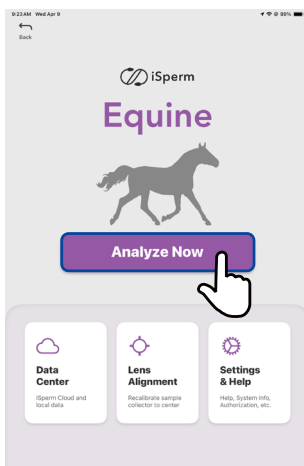 9:23 AM Wed Apr 9
99%
Back
iSperm
Equine
Analyze Now
Data
Center
iSperm Cloud and
local data
Lens
Alignment
Recalibrate sample
collector to center
Settings
& Help
Help, System Info,
Authorization, etc.